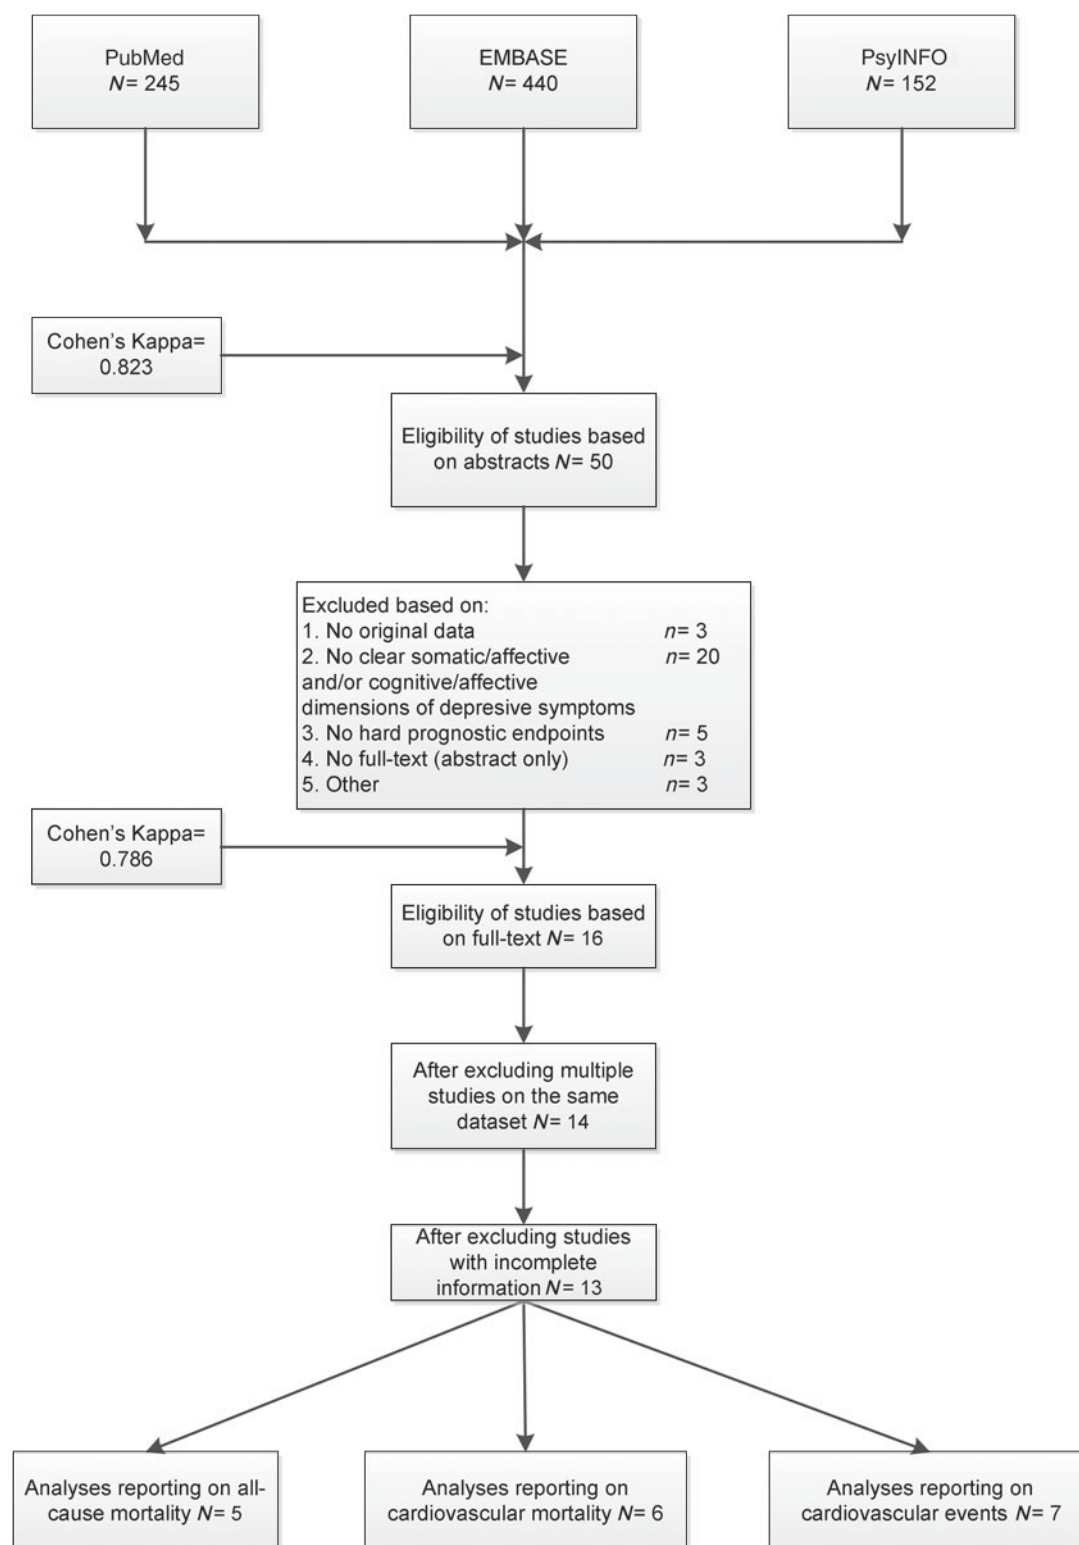 PubMed
N= 245
EMBASE
N= 440
PsyINFO
N= 152
Cohen's Kappa=
0.823
Eligibility of studies based
on abstracts N= 50
Excluded based on:
1. No original data n= 3
2. No clear somatic/affective n= 20
and/or cognitive/affective
dimensions of depresive symptoms
3. No hard prognostic endpoints n= 5
4. No full-text (abstract only) n= 3
5. Other n= 3
Cohen's Kappa=
0.786
Eligibility of studies based
on full-text N= 16
After excluding multiple
studies on the same
dataset N= 14
After excluding studies
with incomplete
information N= 13
Analyses reporting on all-
cause mortality N= 5
Analyses reporting on
cardiovascular mortality N= 6
Analyses reporting on
cardiovascular events N= 7